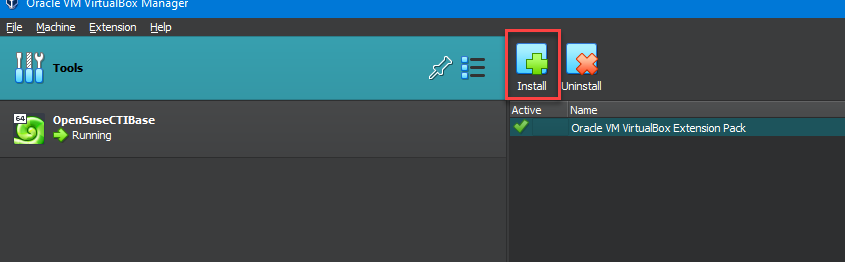 Oracle VM VirtualBox Manager
File Machine Extension Help
Tools
Install Uninstall
Active Name
Oracle VM VirtualBox Extension Pack
64
OpenSuseCTIBase
Running